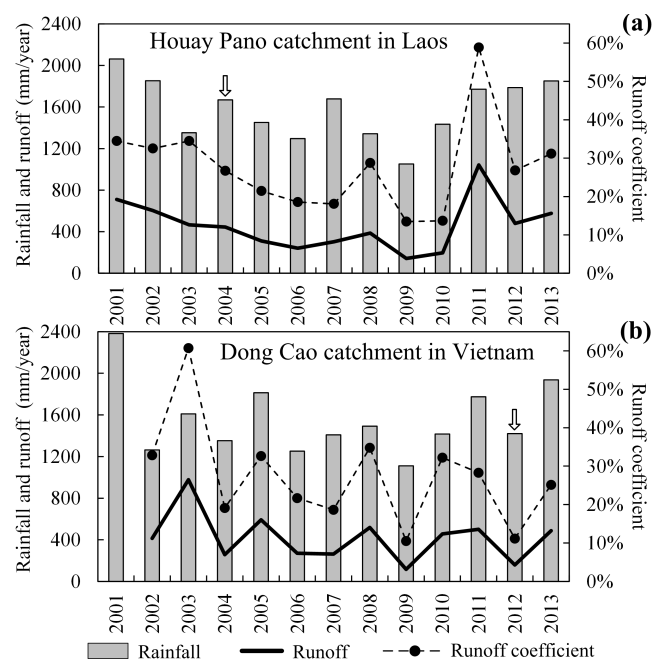 (a)
Houay Pano catchment in Laos
Rainfall and runoff (mm/year)
2400
2000
1600
1200
800
400
0
60%
50%
40%
30%
20%
10%
0%
Runoff coefficient
2001 2002 2003 2004 2005 2006 2007 2008 2009 2010 2011 2012 2013
(b)
Dong Cao catchment in Vietnam
Rainfall and runoff (mm/year)
2400
2000
1600
1200
800
400
0
60%
50%
40%
30%
20%
10%
0%
Runoff coefficient
2001 2002 2003 2004 2005 2006 2007 2008 2009 2010 2011 2012 2013
Rainfall Runoff Runoff coefficient